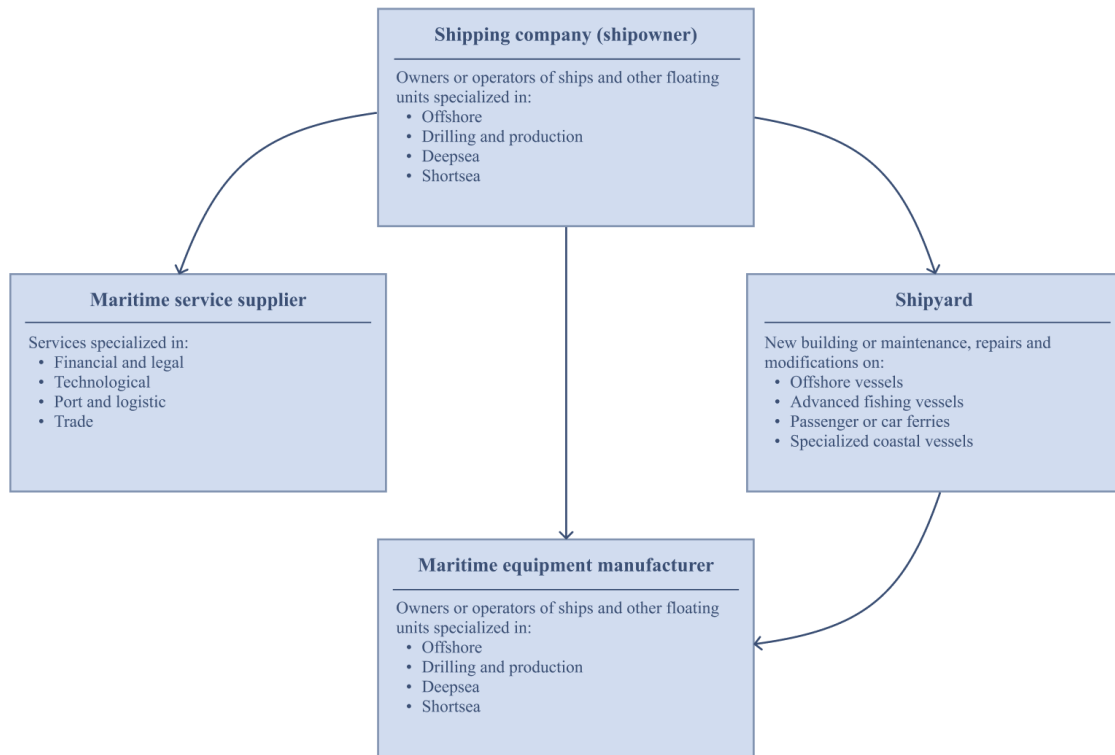 Shipping company (shipowner)
Owners or operators of ships and other floating
units specialized in:
• Offshore
• Drilling and production
• Deepsea
• Shortsea
Maritime service supplier
Services specialized in:
• Financial and legal
• Technological
• Port and logistic
• Trade
Shipyard
New building or maintenance, repairs and
modifications on:
• Offshore vessels
• Advanced fishing vessels
• Passenger or car ferries
• Specialized coastal vessels
Maritime equipment manufacturer
Owners or operators of ships and other floating
units specialized in:
• Offshore
• Drilling and production
• Deepsea
• Shortsea